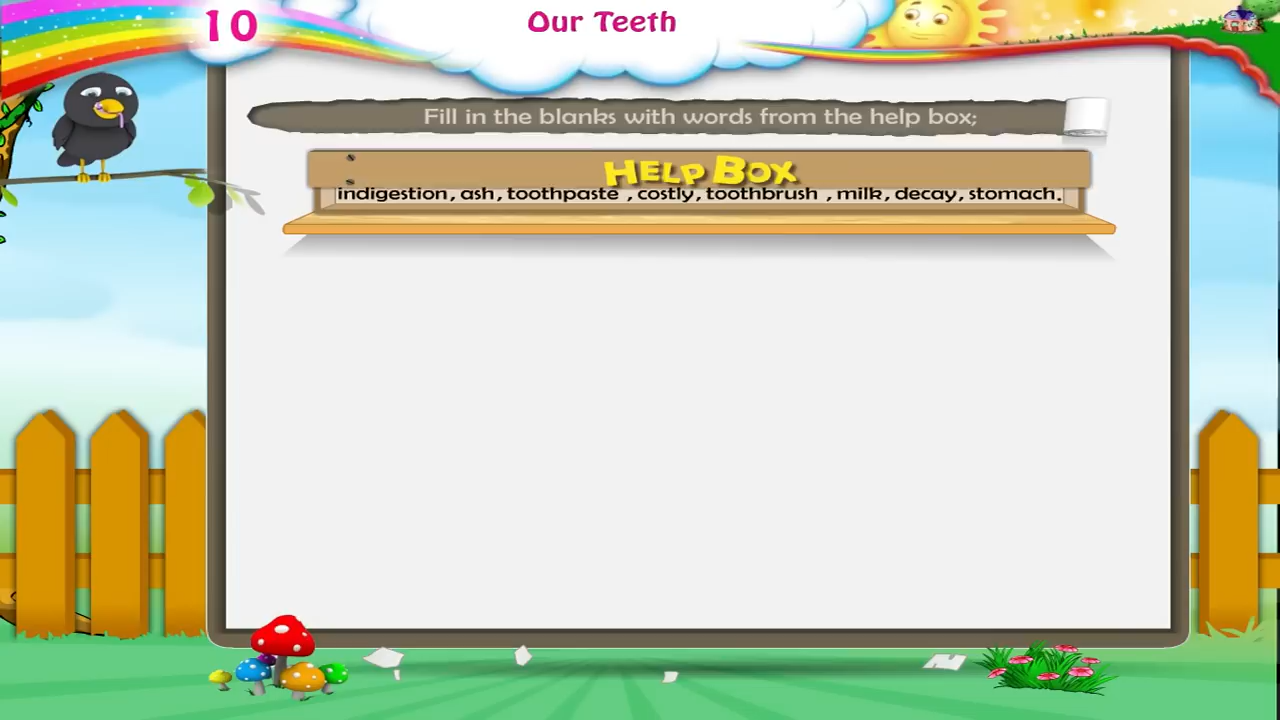 10
Our Teeth
Fill in the blanks with words from the help box;
HELP BOX
indigestion, ash, toothpaste , costly, toothbrush , milk, decay, stomach.